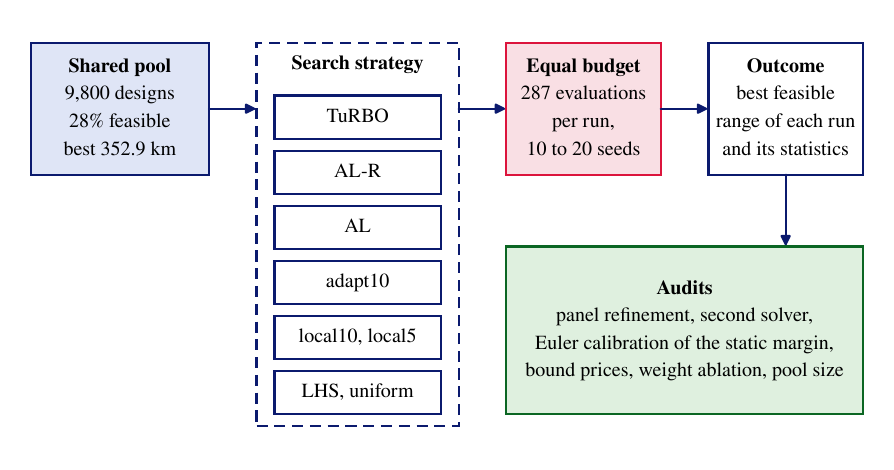 Shared pool
9,800 designs
28% feasible
best 352.9 km
Search strategy
TuRBO
AL-R
AL
adapt10
local10, local5
LHS, uniform
Equal budget
287 evaluations
per run,
10 to 20 seeds
Outcome
best feasible
range of each run
and its statistics
Audits
panel refinement, second solver,
Euler calibration of the static margin,
bound prices, weight ablation, pool size